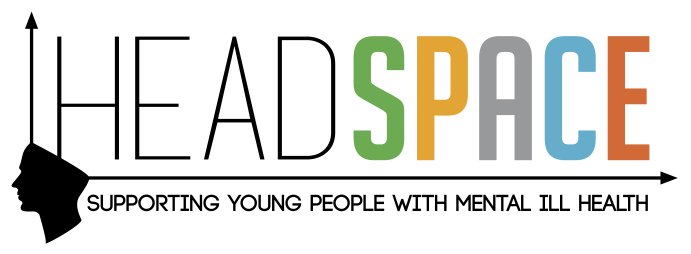 HEADSPACE
SUPPORTING YOUNG PEOPLE WITH MENTAL ILL HEALTH